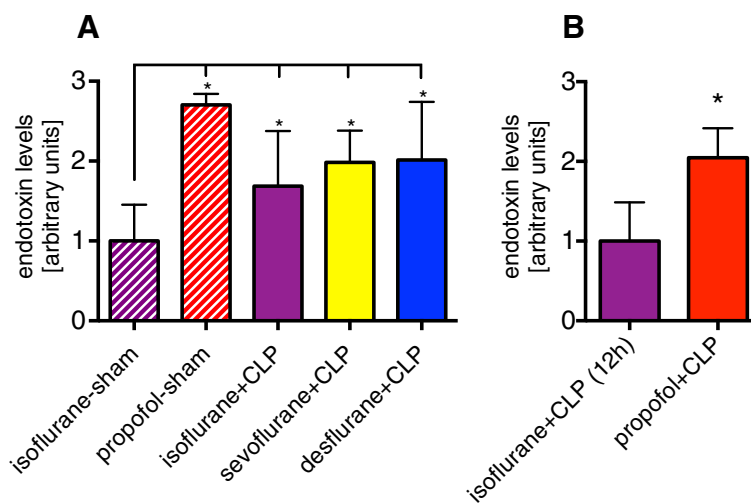 A
endotoxin levels
[arbitrary units]
3
2
1
0
*
*
*
*
isoflurane-sham
propofol-sham
isoflurane+CLP
sevoflurane+CLP
desflurane+CLP
B
endotoxin levels
[arbitrary units]
3
2
1
0
*
isoflurane+CLP (12h)
propofol+CLP